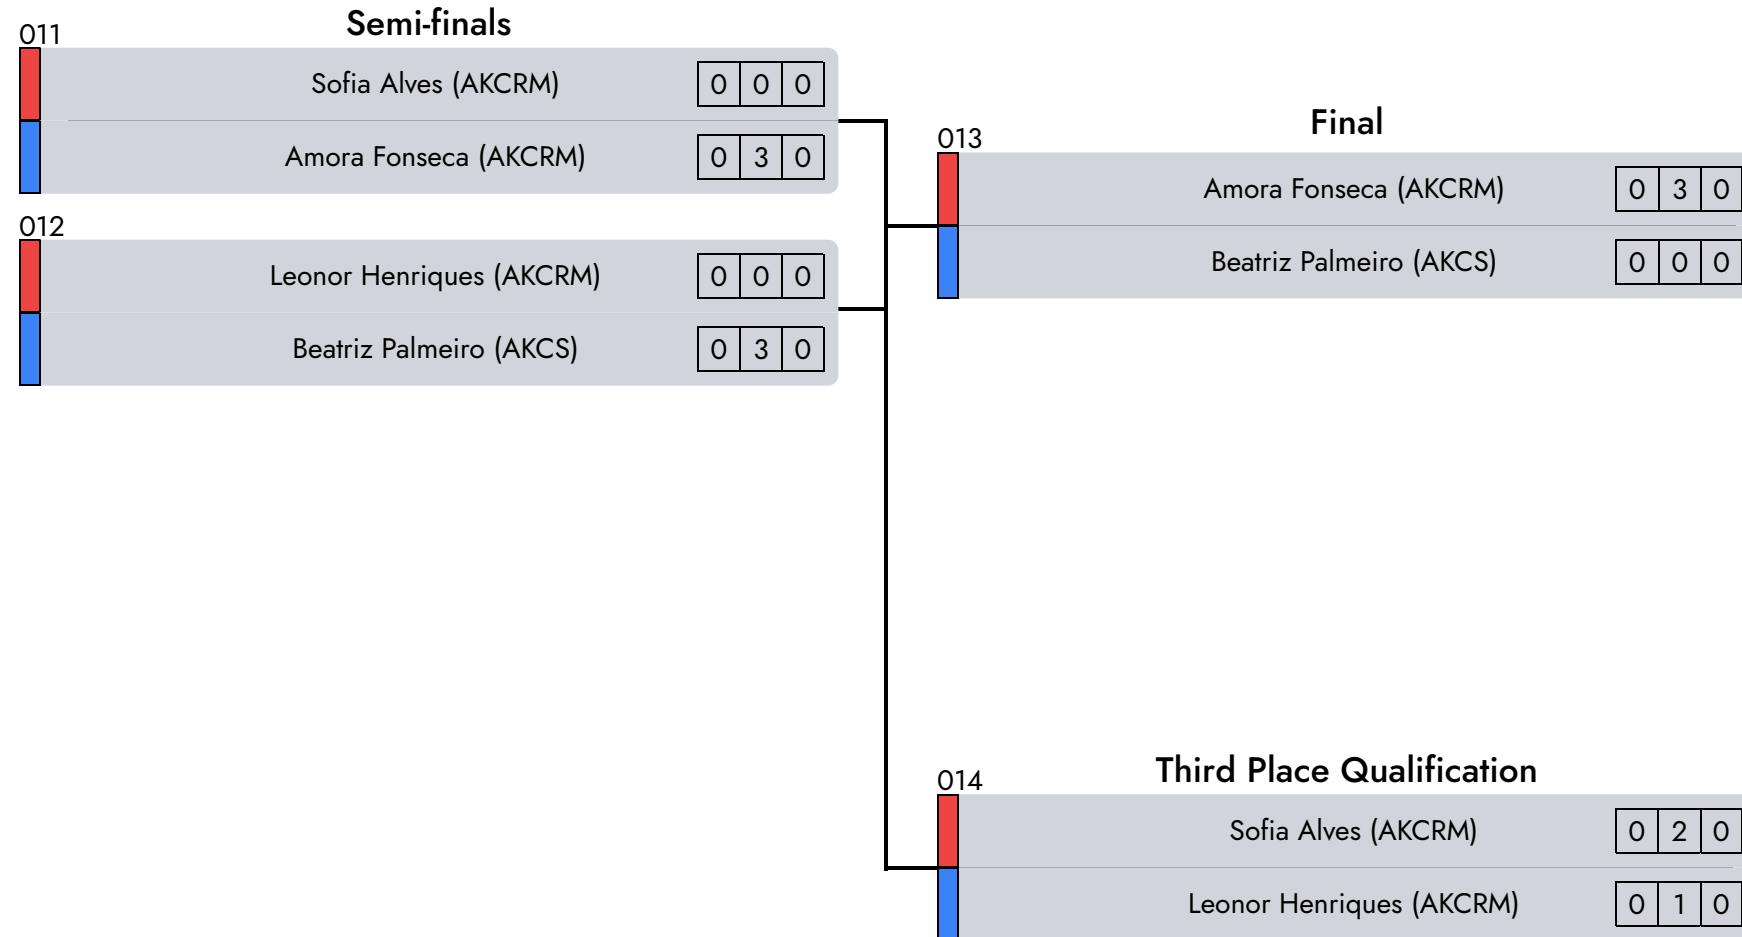 Semi-finals
011
Sofia Alves (AKCRM) 0 0 0
Amora Fonseca (AKCRM) 0 3 0
012
Leonor Henriques (AKCRM) 0 0 0
Beatriz Palmeiro (AKCS) 0 3 0
Final
013
Amora Fonseca (AKCRM) 0 3 0
Beatriz Palmeiro (AKCS) 0 0 0
Third Place Qualification
014
Sofia Alves (AKCRM) 0 2 0
Leonor Henriques (AKCRM) 0 1 0